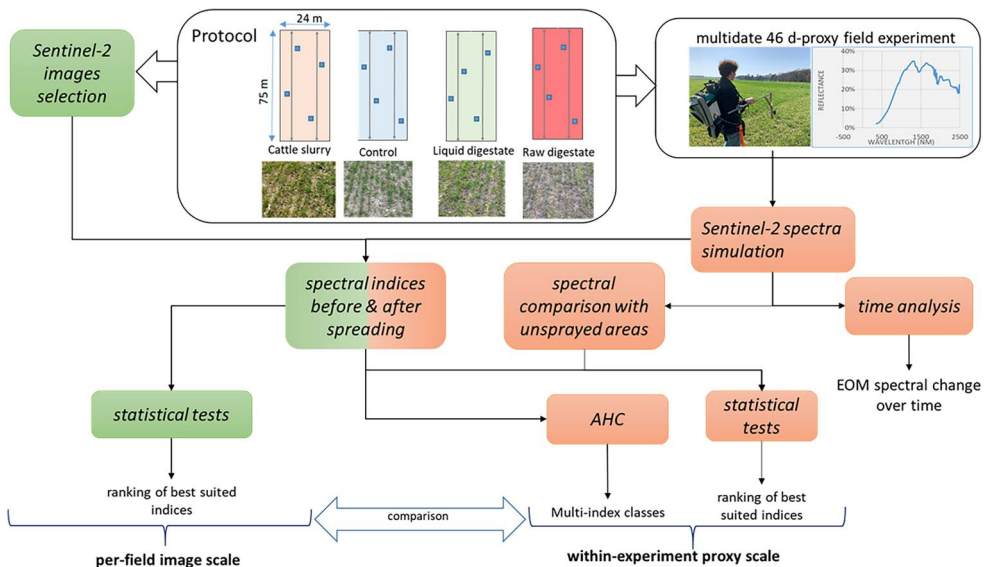 Sentinel-2
images
selection
Protocol
24 m
75 m
Cattle slurry
Control
Liquid digestate
Raw digestate
multidate 46 d-proxy field experiment
REFLECTANCE
40%
30%
20%
10%
0%
-500
500
1500
2500
WAVELENTGH (NM)
Sentinel-2 spectra
simulation
spectral indices
before & after
spreading
spectral
comparison with
unsprayed areas
time analysis
EOM spectral change
over time
statistical tests
AHC
statistical
tests
ranking of best suited
indices
comparison
Multi-index classes
ranking of best
suited indices
per-field image scale
within-experiment proxy scale